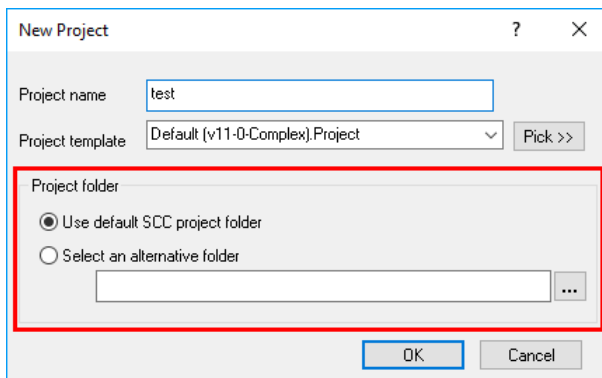 New Project
?
Project name
test
Project template
Default (v11-0-Complex).Project
Pick >>
Project folder
Use default SCC project folder
Select an alternative folder
...
OK
Cancel